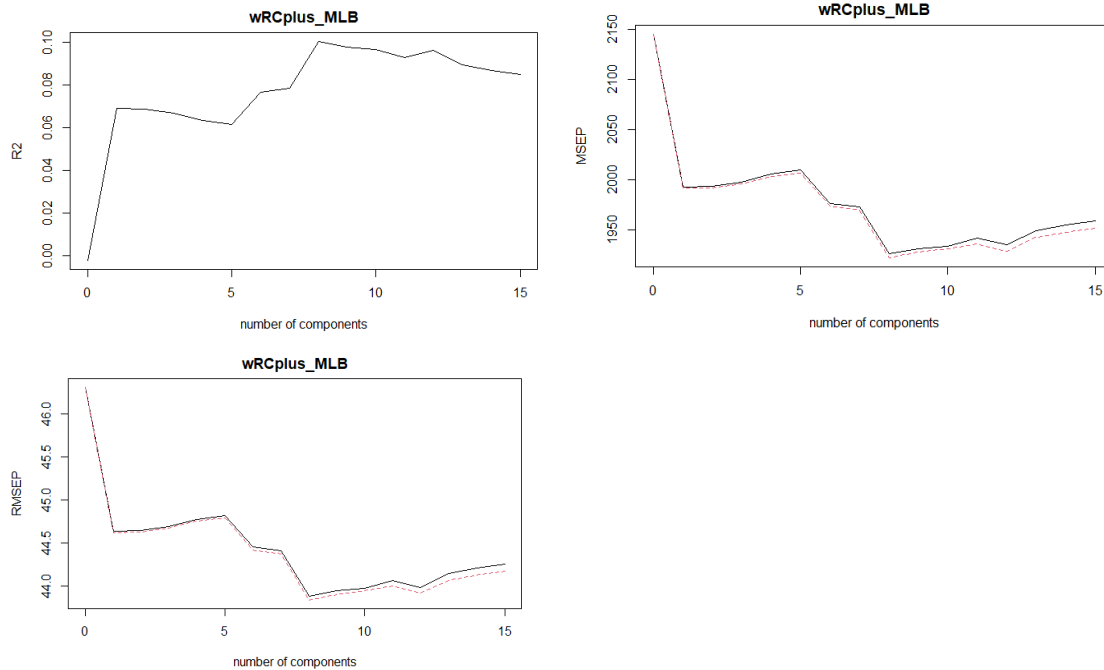 wRCplus_MLB
R2
0.00 0.02 0.04 0.06 0.08 0.10
0 5 10 15
number of components
wRCplus_MLB
MSEP
1950 2000 2050 2100 2150
0 5 10 15
number of components
wRCplus_MLB
RMSEP
44.0 44.5 45.0 45.5 46.0
0 5 10 15
number of components